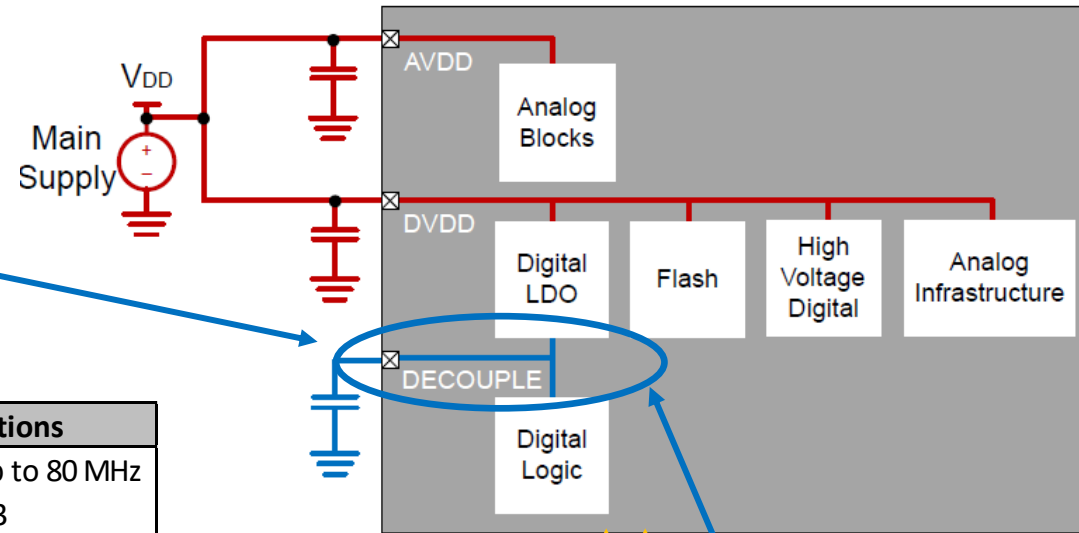 AVDD
VDD
Analog
Blocks
Main
Supply
+
−
DVDD
Digital
LDO
Flash
High
Voltage
Digital
Analog
Infrastructure
DECOUPLE
Digital
Logic
tions
to 80 MHz